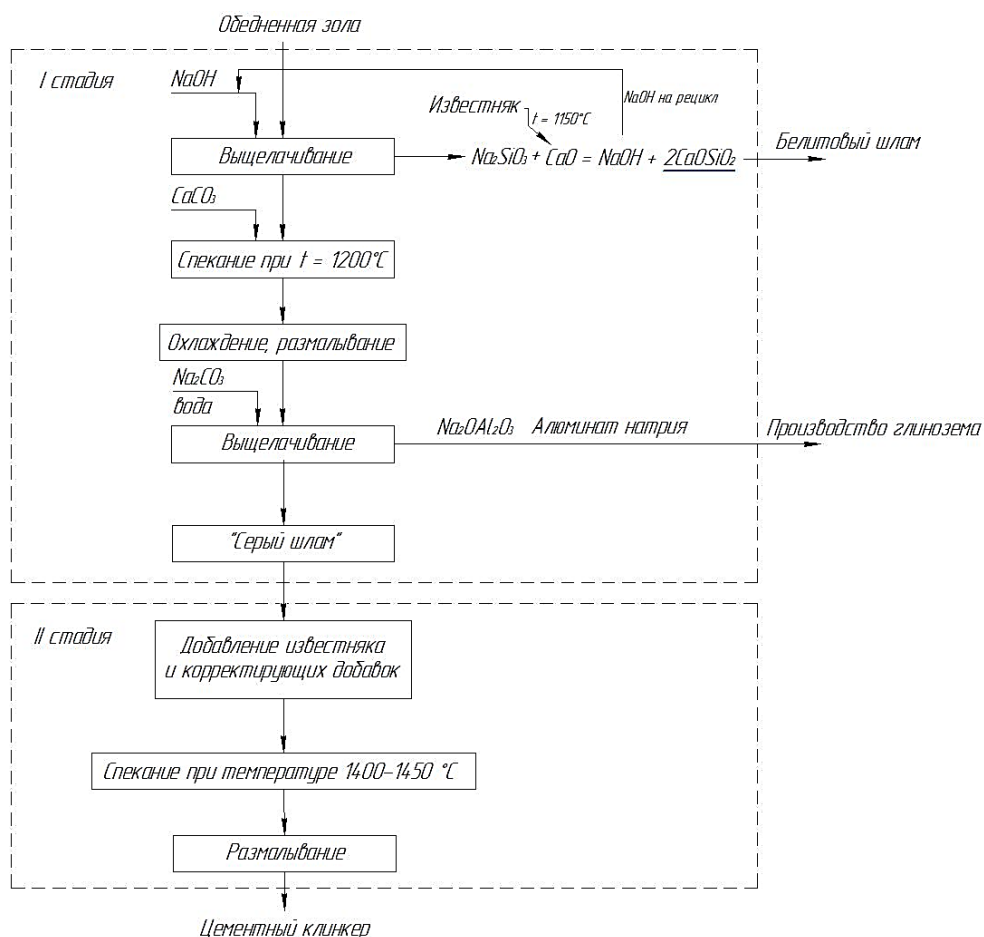 Обедненная зола
I стадия
NaOH
NaOH на рецикл
Известняк
t = 1150°C
Выщелачивание
Na₂SiO₃ + CaO = NaOH + 2CaOSiO₂
Белитовый шлам
CaCO₃
Спекание при t = 1200°C
Охлаждение, размалывание
Na₂CO₃
вода
Выщелачивание
Na₂OAl₂O₃ Алюминат натрия
Производство глинозема
"Серый шлам"
II стадия
Добавление известняка
и корректирующих добавок
Спекание при температуре 1400-1450 °C
Размалывание
Цементный клинкер